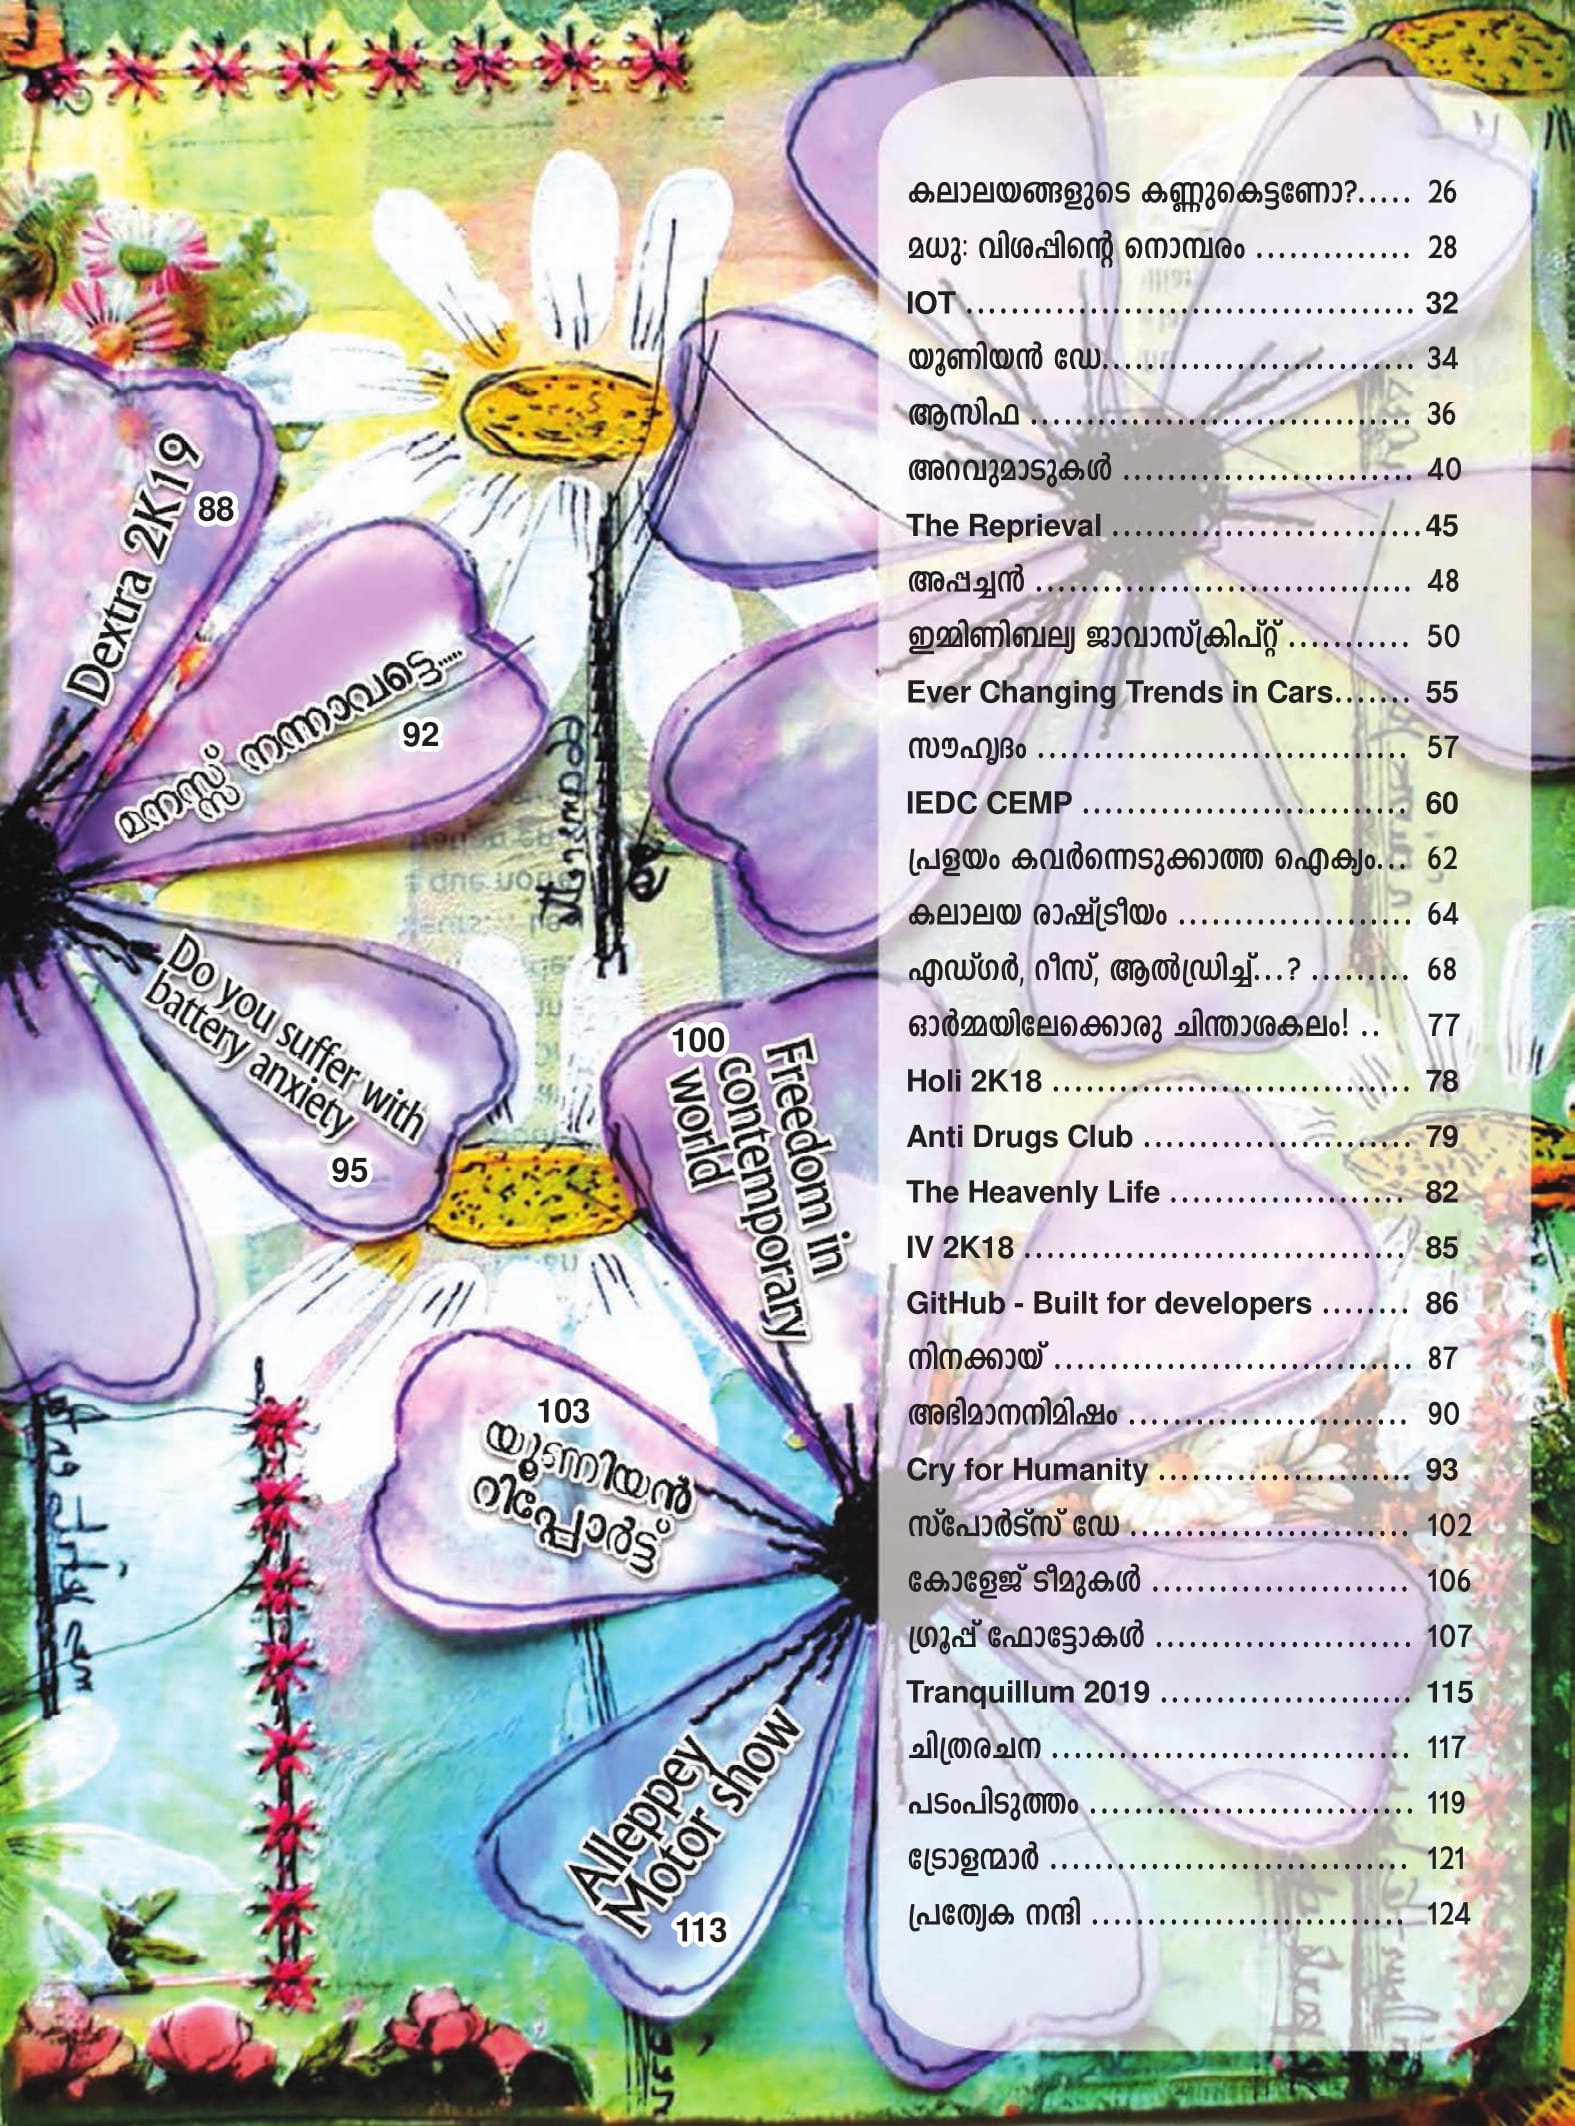 കലാലയങ്ങളുടെ കണ്ണുകെട്ടണോ?..... 26
മധു: വിശപ്പിന്റെ നൊമ്പരം .............. 28
IOT ........................................ 32
യൂണിയൻ ഡേ............................ 34
ആസിഫ .................................. 36
അറവുമാടുകൾ .......................... 40
The Reprieval ............................45
അപ്പച്ചൻ .................................. 48
ഇമ്മിണിബല്യ ജാവാസ്ക്രിപ്റ്റ് ........... 50
Ever Changing Trends in Cars....... 55
സൗഹൃദം ................................. 57
IEDC CEMP ............................. 60
പ്രളയം കവർന്നെടുക്കാത്ത ഐക്യം... 62
കലാലയ രാഷ്ട്രീയം ..................... 64
എഡ്ഗർ, റീസ്, ആൽഡ്രിച്ച്...? ......... 68
ഓർമ്മയിലേക്കൊരു ചിന്താശകലം! .. 77
Holi 2K18 ................................ 78
Anti Drugs Club ........................ 79
The Heavenly Life ..................... 82
IV 2K18 .................................. 85
GitHub - Built for developers ........ 86
നിനക്കായ് ................................ 87
അഭിമാനനിമിഷം ......................... 90
Cry for Humanity ....................... 93
സ്പോർട്സ് ഡേ ......................... 102
കോളേജ് ടീമുകൾ ....................... 106
ഗ്രൂപ്പ് ഫോട്ടോകൾ ....................... 107
Tranquillum 2019 ....................... 115
ചിത്രരചന ................................ 117
പടംപിടുത്തം ............................. 119
ട്രോളന്മാർ ................................ 121
പ്രത്യേക നന്ദി ............................ 124
Dextra 2K19
88
മനസ്സ് നന്നാവട്ടെ....
92
Do you suffer with
battery anxiety
95
100
Freedom in
contemporary
world
103
യൂണിയൻ
റിപ്പോർട്ട്
Alleppey
Motor show
113